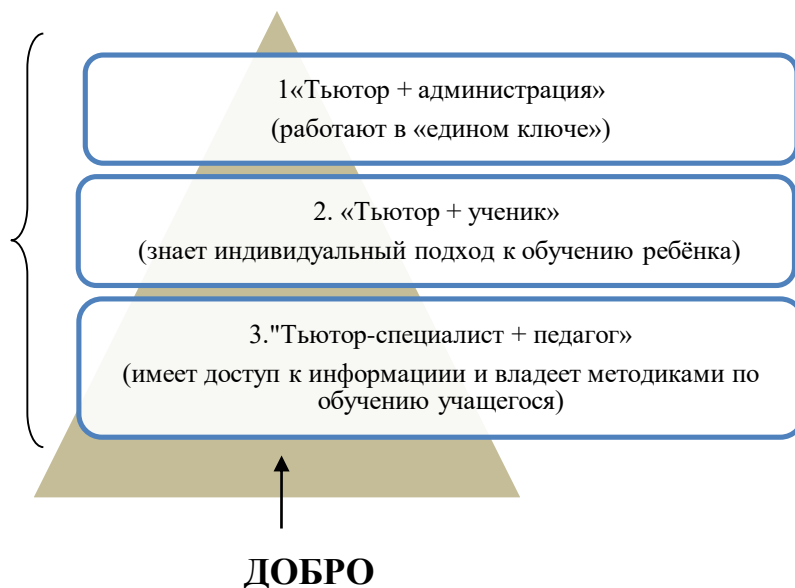 1«Тьютор + администрация»
(работают в «едином ключе»)
2. «Тьютор + ученик»
(знает индивидуальный подход к обучению ребёнка)
3."Тьютор-специалист + педагог»
(имеет доступ к информациии и владеет методиками по
обучению учащегося)
ДОБРО